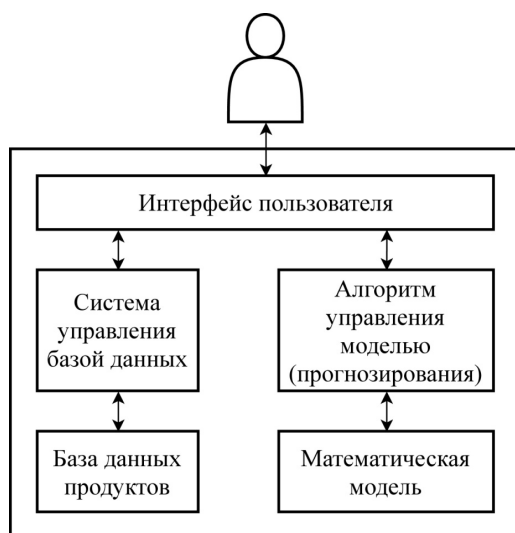 Интерфейс пользователя
Система
управления
базой данных
Алгоритм
управления
моделью
(прогнозирования)
База данных
продуктов
Математическая
модель